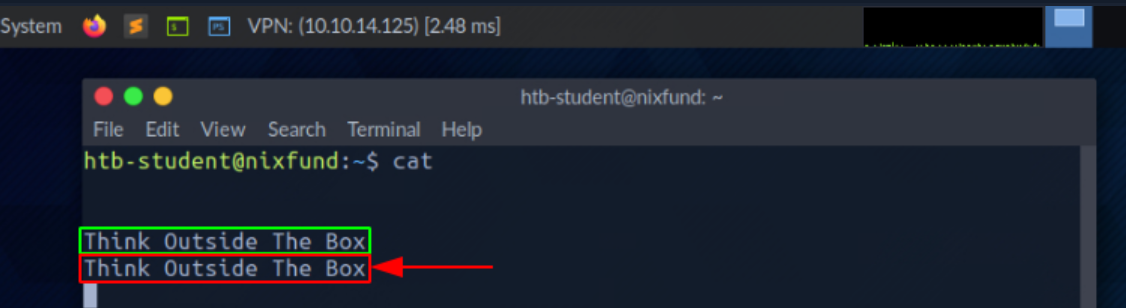 System VPN: (10.10.14.125) [2.48 ms]
htb-student@nixfund: ~
File Edit View Search Terminal Help
htb-student@nixfund:~$ cat
Think Outside The Box
Think Outside The Box